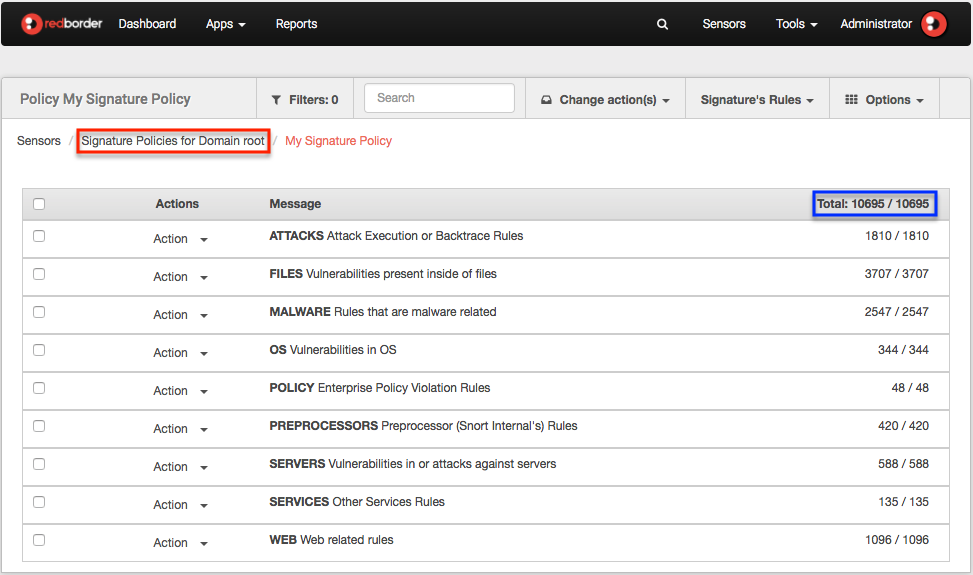 redborder Dashboard Apps Reports Sensors Tools Administrator
Policy My Signature Policy Filters: 0 Search Change action(s) Signature's Rules Options
Sensors / Signature Policies for Domain root / My Signature Policy
Actions Message Total: 10695 / 10695
Action ATTACKS Attack Execution or Backtrace Rules 1810 / 1810
Action FILES Vulnerabilities present inside of files 3707 / 3707
Action MALWARE Rules that are malware related 2547 / 2547
Action OS Vulnerabilities in OS 344 / 344
Action POLICY Enterprise Policy Violation Rules 48 / 48
Action PREPROCESSORS Preprocessor (Snort Internal's) Rules 420 / 420
Action SERVERS Vulnerabilities in or attacks against servers 588 / 588
Action SERVICES Other Services Rules 135 / 135
Action WEB Web related rules 1096 / 1096